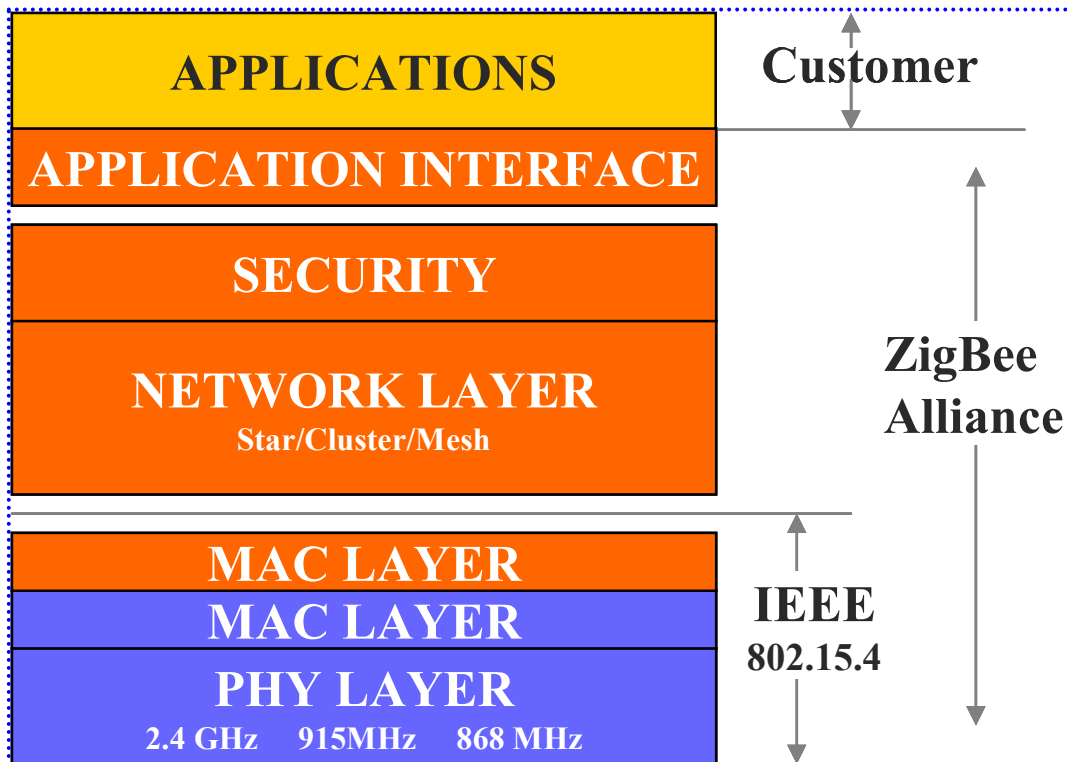 APPLICATIONS
Customer
APPLICATION INTERFACE
SECURITY
ZigBee
Alliance
NETWORK LAYER
Star/Cluster/Mesh
MAC LAYER
MAC LAYER
IEEE
802.15.4
PHY LAYER
2.4 GHz 915MHz 868 MHz